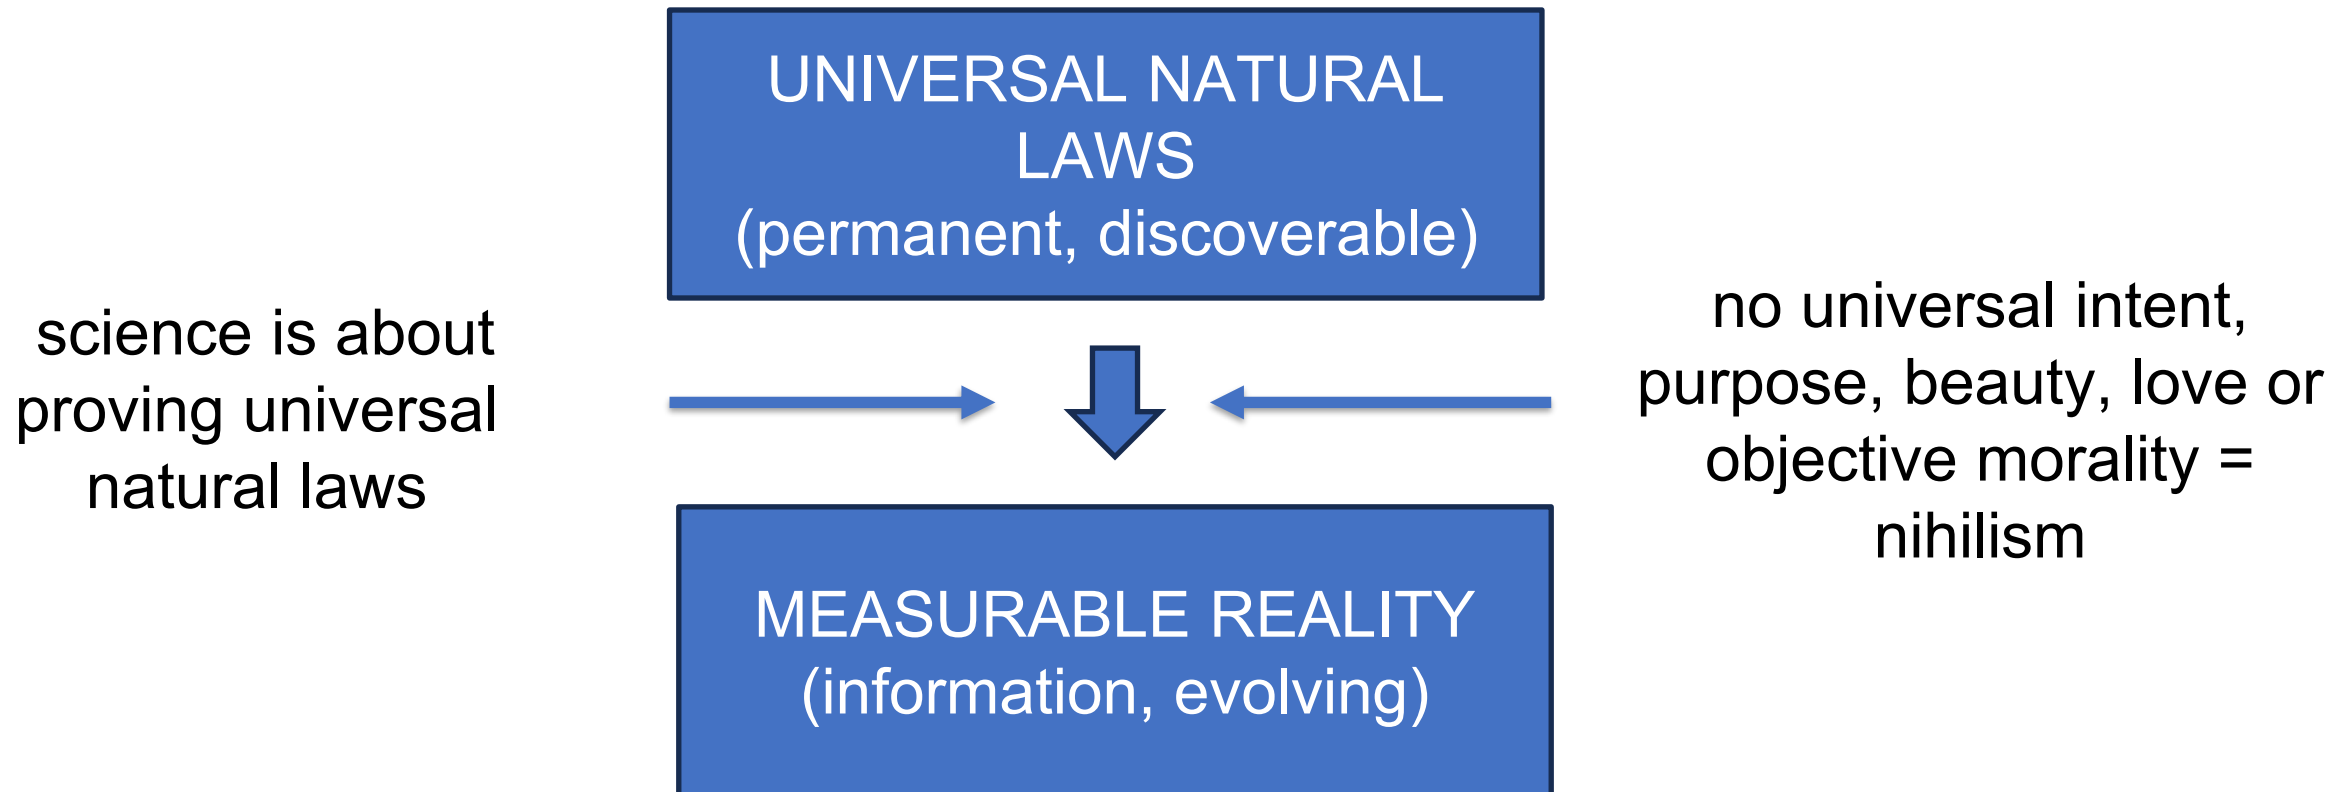 UNIVERSAL NATURAL
LAWS
(permanent, discoverable)
science is about
proving universal
natural laws
no universal intent,
purpose, beauty, love or
objective morality =
nihilism
MEASURABLE REALITY
(information, evolving)